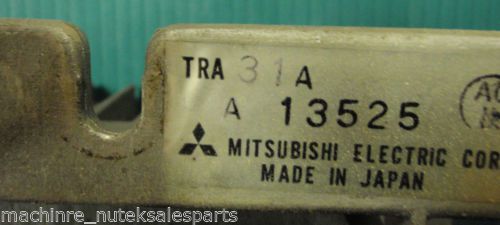 TRA 31A
A 13525
MITSUBISHI ELECTRIC COR
MADE IN JAPAN
machinre_nuteksalesparts